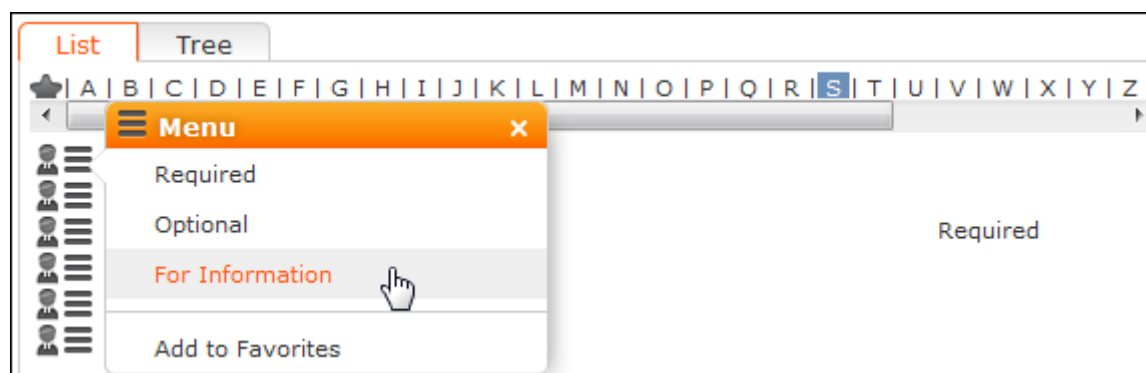 List Tree
| A | B | C | D | E | F | G | H | I | J | K | L | M | N | O | P | Q | R | S | T | U | V | W | X | Y | Z
Menu
Required
Optional
Required
For Information
Add to Favorites